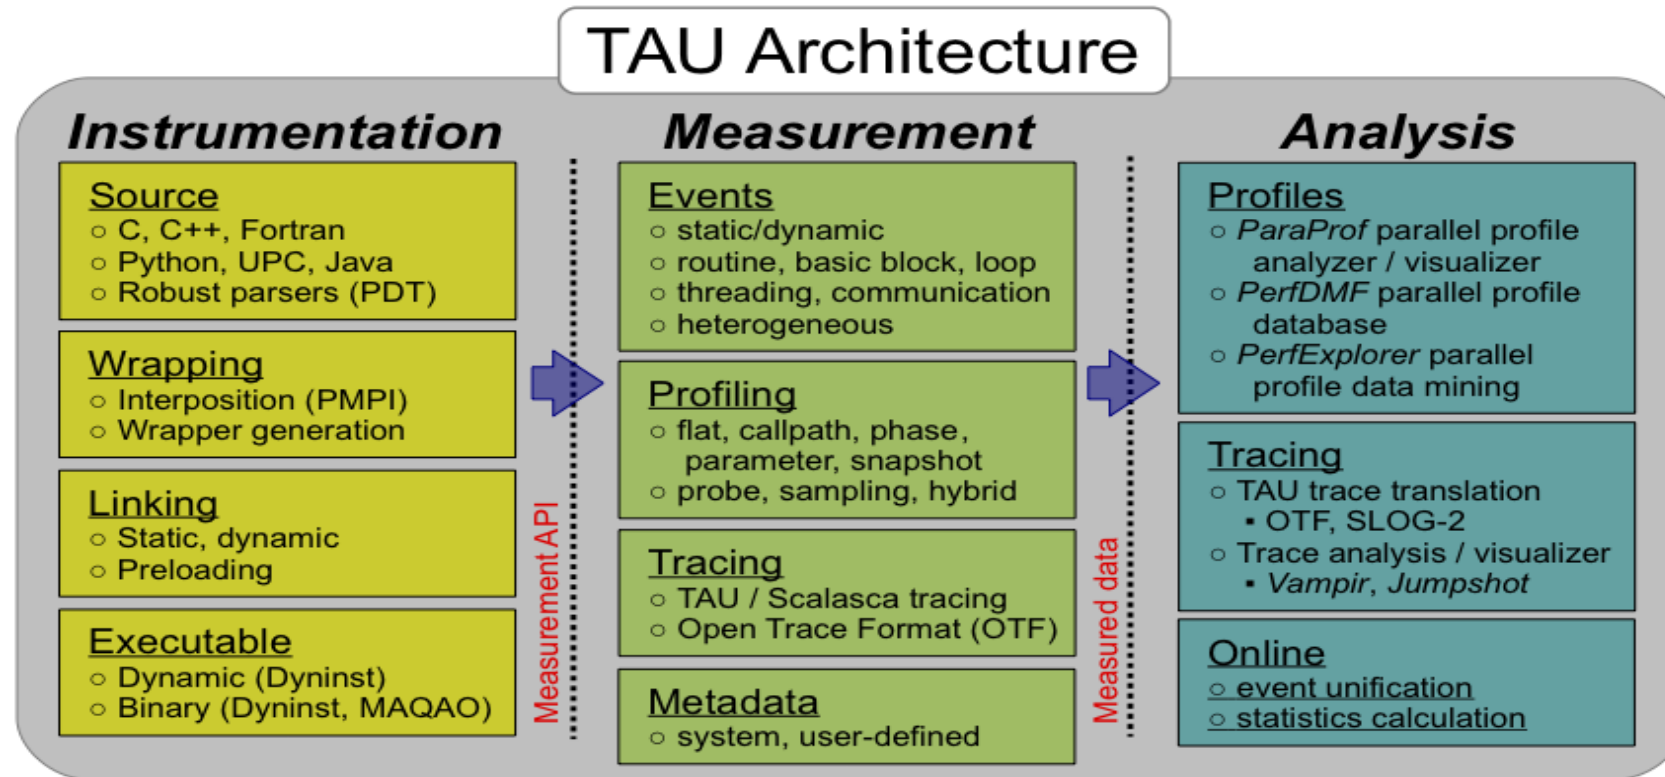 TAU Architecture
Instrumentation
Source
○ C, C++, Fortran
○ Python, UPC, Java
○ Robust parsers (PDT)
Wrapping
○ Interposition (PMPI)
○ Wrapper generation
Linking
○ Static, dynamic
○ Preloading
Executable
○ Dynamic (Dyninst)
○ Binary (Dyninst, MAQAO)
Measurement API
Measurement
Events
○ static/dynamic
○ routine, basic block, loop
○ threading, communication
○ heterogeneous
Profiling
○ flat, callpath, phase,
parameter, snapshot
○ probe, sampling, hybrid
Tracing
○ TAU / Scalasca tracing
○ Open Trace Format (OTF)
Metadata
○ system, user-defined
Measured data
Analysis
Profiles
○ ParaProf parallel profile
analyzer / visualizer
○ PerfDMF parallel profile
database
○ PerfExplorer parallel
profile data mining
Tracing
○ TAU trace translation
▪ OTF, SLOG-2
○ Trace analysis / visualizer
▪ Vampir, Jumpshot
Online
○ event unification
○ statistics calculation